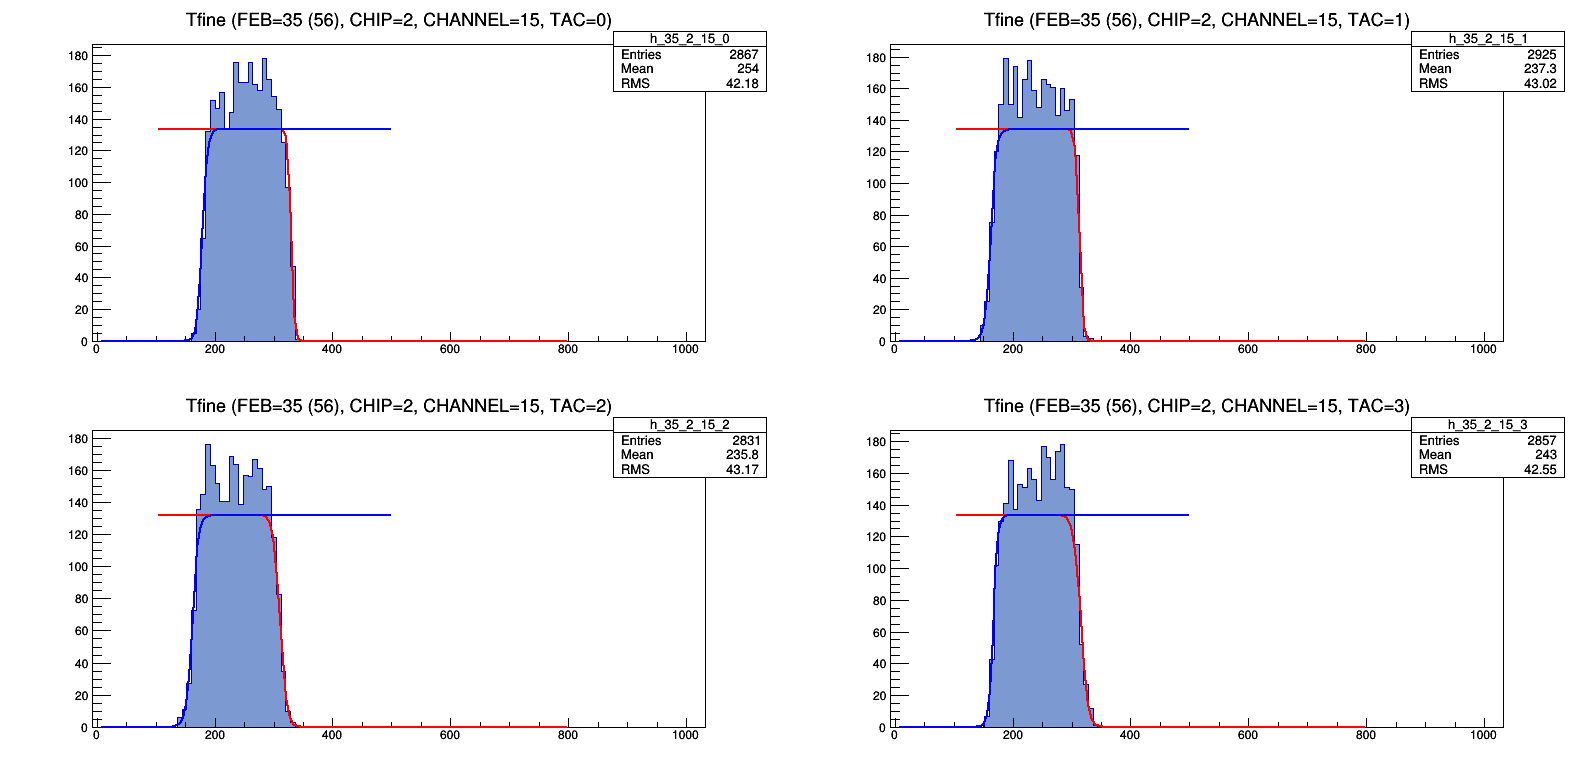 Tfine (FEB=35 (56), CHIP=2, CHANNEL=15, TAC=0)
h_35_2_15_0
Entries 2867
Mean 254
RMS 42.18
180
160
140
120
100
80
60
40
20
0
0 200 400 600 800 1000
Tfine (FEB=35 (56), CHIP=2, CHANNEL=15, TAC=1)
h_35_2_15_1
Entries 2925
Mean 237.3
RMS 43.02
180
160
140
120
100
80
60
40
20
0
0 200 400 600 800 1000
Tfine (FEB=35 (56), CHIP=2, CHANNEL=15, TAC=2)
h_35_2_15_2
Entries 2831
Mean 235.8
RMS 43.17
180
160
140
120
100
80
60
40
20
0
0 200 400 600 800 1000
Tfine (FEB=35 (56), CHIP=2, CHANNEL=15, TAC=3)
h_35_2_15_3
Entries 2857
Mean 243
RMS 42.55
180
160
140
120
100
80
60
40
20
0
0 200 400 600 800 1000